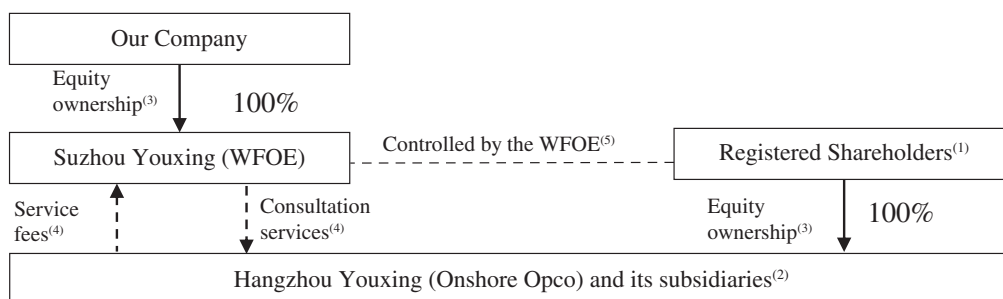 Our Company
Equity
ownership(3)
100%
Suzhou Youxing (WFOE)
Controlled by the WFOE(5)
Registered Shareholders(1)
Service
fees(4)
Consultation
services(4)
Equity
ownership(3)
100%
Hangzhou Youxing (Onshore Opco) and its subsidiaries(2)